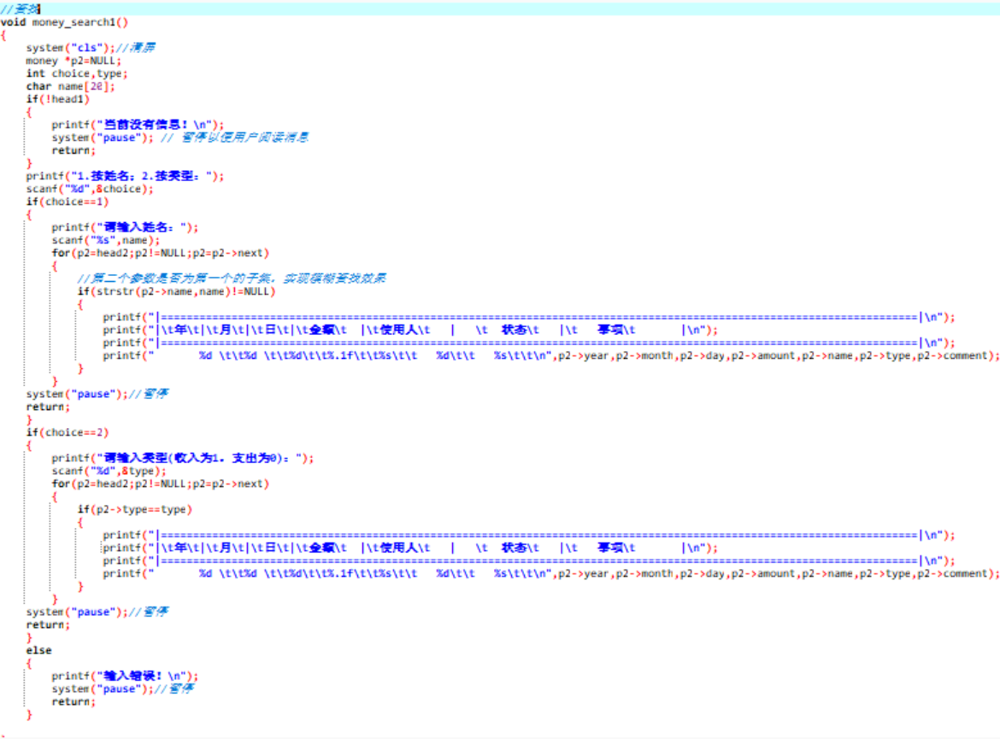 //查找
void money_search1()
{
    system("cls");//清屏
    money *p2=NULL;
    int choice,type;
    char name[20];
    if(!head1)
    {
        printf("当前没有信息！\n");
        system("pause"); // 暂停以便用户阅读消息
        return;
    }
    printf("1.按姓名；2.按类型：");
    scanf("%d",&choice);
    if(choice==1)
    {
        printf("请输入姓名：");
        scanf("%s",name);
        for(p2=head2;p2!=NULL;p2=p2->next)
        {
            //第二个参数是否为第一个的子集，实现模糊查找效果
            if(strstr(p2->name,name)!=NULL)
            {
                printf("|=====================================================================================================|\n");
                printf("|\t年\t|\t月\t|\t日\t|\t金额\t  |\t使用人\t   |   \t  状态\t   |\t   事项\t       |\n");
                printf("|=====================================================================================================|\n");
                printf("       %d \t\t%d \t\t%d\t\t%.1f\t\t%s\t\t   %d\t\t   %s\t\t\n",p2->year,p2->month,p2->day,p2->amount,p2->name,p2->type,p2->comment);
            }
        }
    system("pause");//暂停
    return;
    }
    if(choice==2)
    {
        printf("请输入类型(收入为1，支出为0)：");
        scanf("%d",&type);
        for(p2=head2;p2!=NULL;p2=p2->next)
        {
            if(p2->type==type)
            {
                printf("|=====================================================================================================|\n");
                printf("|\t年\t|\t月\t|\t日\t|\t金额\t  |\t使用人\t   |   \t  状态\t   |\t   事项\t       |\n");
                printf("|=====================================================================================================|\n");
                printf("       %d \t\t%d \t\t%d\t\t%.1f\t\t%s\t\t   %d\t\t   %s\t\t\n",p2->year,p2->month,p2->day,p2->amount,p2->name,p2->type,p2->comment);
            }
        }
    system("pause");//暂停
    return;
    }
    else
    {
        printf("输入错误！\n");
        system("pause");//暂停
        return;
    }